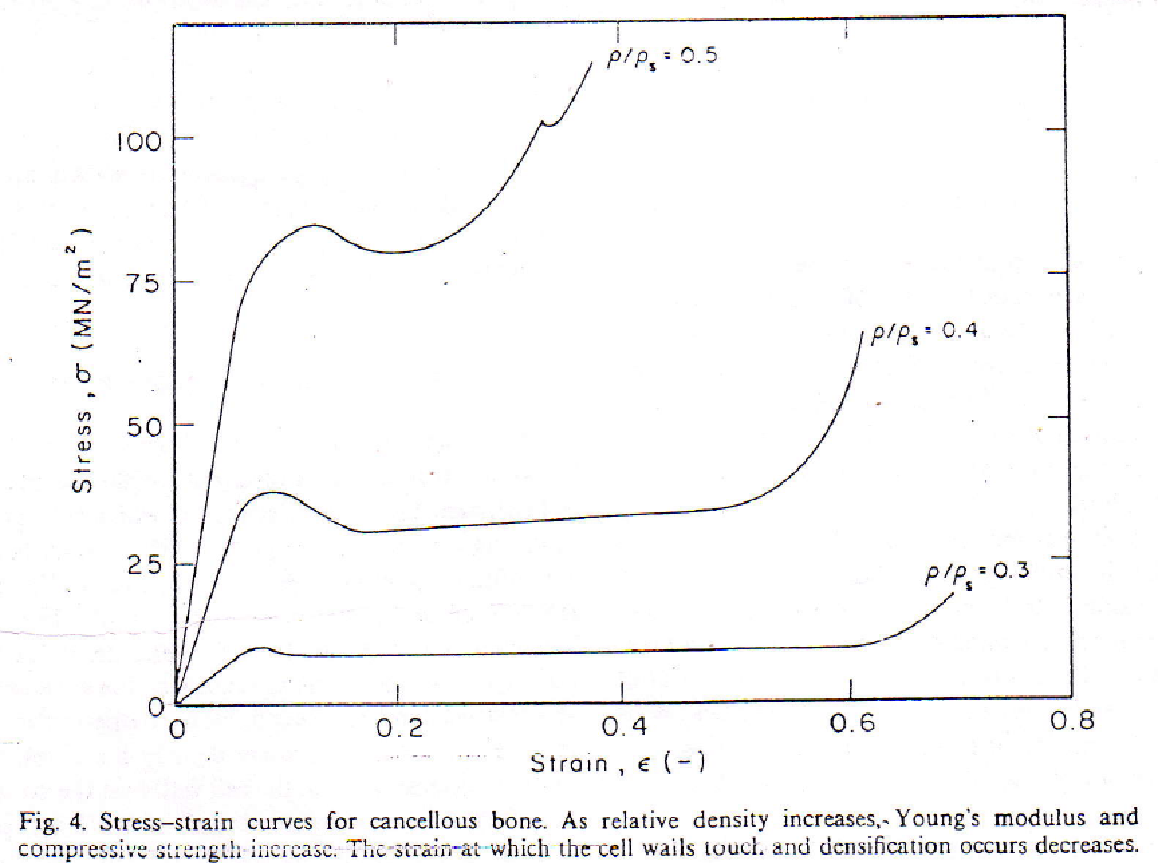 ρ/ρs = 0.5
100
75
ρ/ρs = 0.4
50
25
ρ/ρs = 0.3
0
0 0.2 0.4 0.6 0.8
Stress, σ (MN/m²)
Strain, ϵ (-)
Fig. 4. Stress–strain curves for cancellous bone. As relative density increases, Young's modulus and
compressive strength increase. The strain at which the cell walls touch and densification occurs decreases.